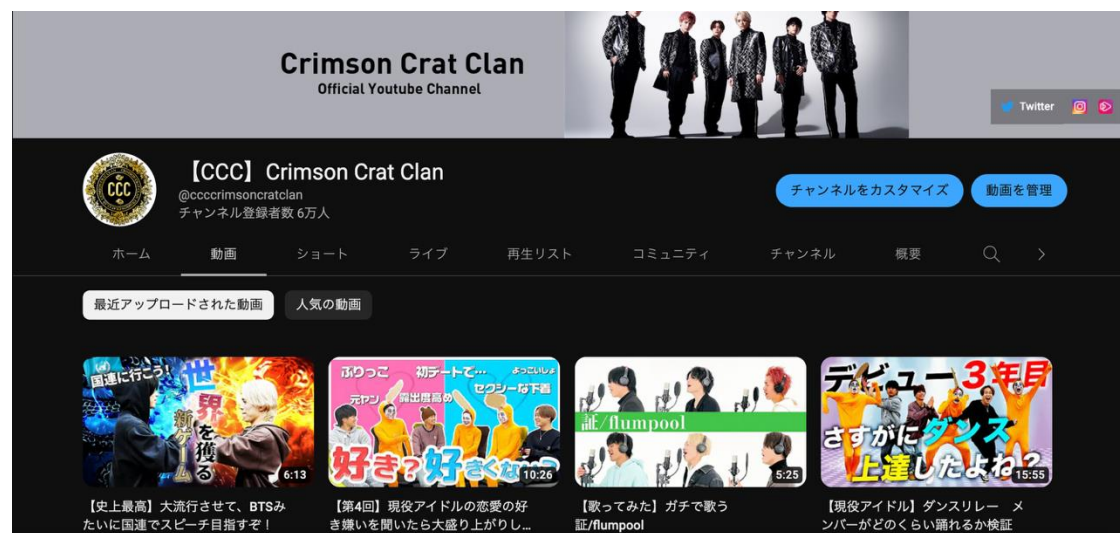 Crimson Crat Clan
Official Youtube Channel
Twitter
CCC
【CCC】Crimson Crat Clan
@ccccrimsoncratclan
チャンネル登録者数 6万人
チャンネルをカスタマイズ
動画を管理
ホーム 動画 ショート ライブ 再生リスト コミュニティ チャンネル 概要
最近アップロードされた動画 人気の動画
国連に行こう!
世界を獲る
新ゲーム
6:13
ぶりっこ 初デートで… よっこいしょ
元ヤン 露出度高め セクシーな下着
好き?好きくない?
10:26
証/flumpool
5:25
デビュー3年目
さすがにダンス
上達したよね?
15:55
【史上最高】大流行させて、BTSみ
たいに国連でスピーチ目指すぞ!
【第4回】現役アイドルの恋愛の好
き嫌いを聞いたら大盛り上がりし...
【歌ってみた】ガチで歌う
証/flumpool
【現役アイドル】ダンスリレー メ
ンバーがどのくらい踊れるか検証